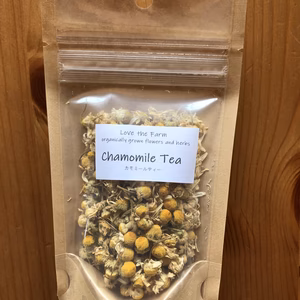 Love the Farm
organically grown flowers and herbs
Chamomile Tea
カモミールティー